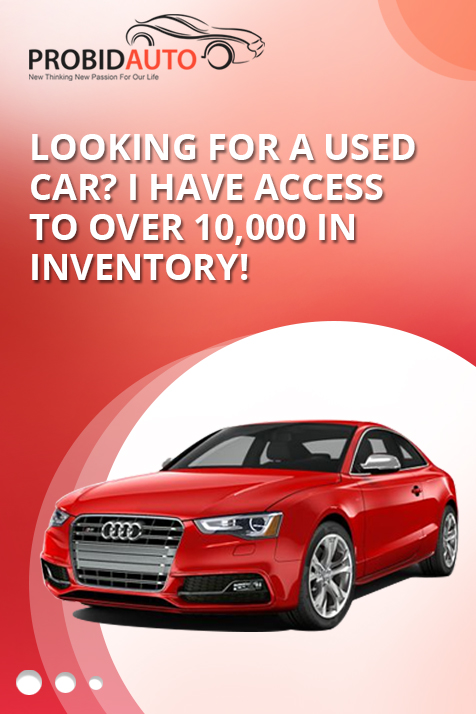 PROBIDAUTO
New Thinking New Passion For Our Life
LOOKING FOR A USED
CAR? I HAVE ACCESS
TO OVER 10,000 IN
INVENTORY!